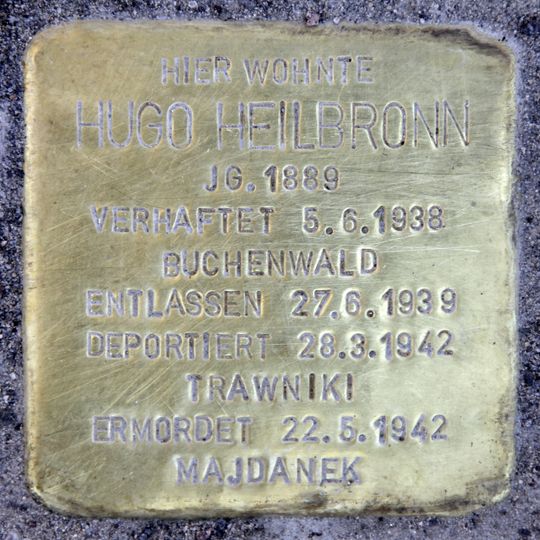 HIER WOHNTE
HUGO HEILBRONN
JG. 1889
VERHAFTET 5.6.1938
BUCHENWALD
ENTLASSEN 27.6.1939
DEPORTIERT 28.3.1942
TRAWNIKI
ERMORDET 22.5.1942
MAJDANEK